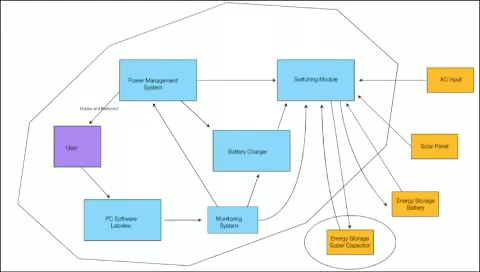 Power Management
System
Switching Module
AC Input
Display and
User
Battery Charger
Solar Panel
PC Software
Labview
Monitoring
System
Energy Storage
Battery
Energy Storage
Super Capacitor